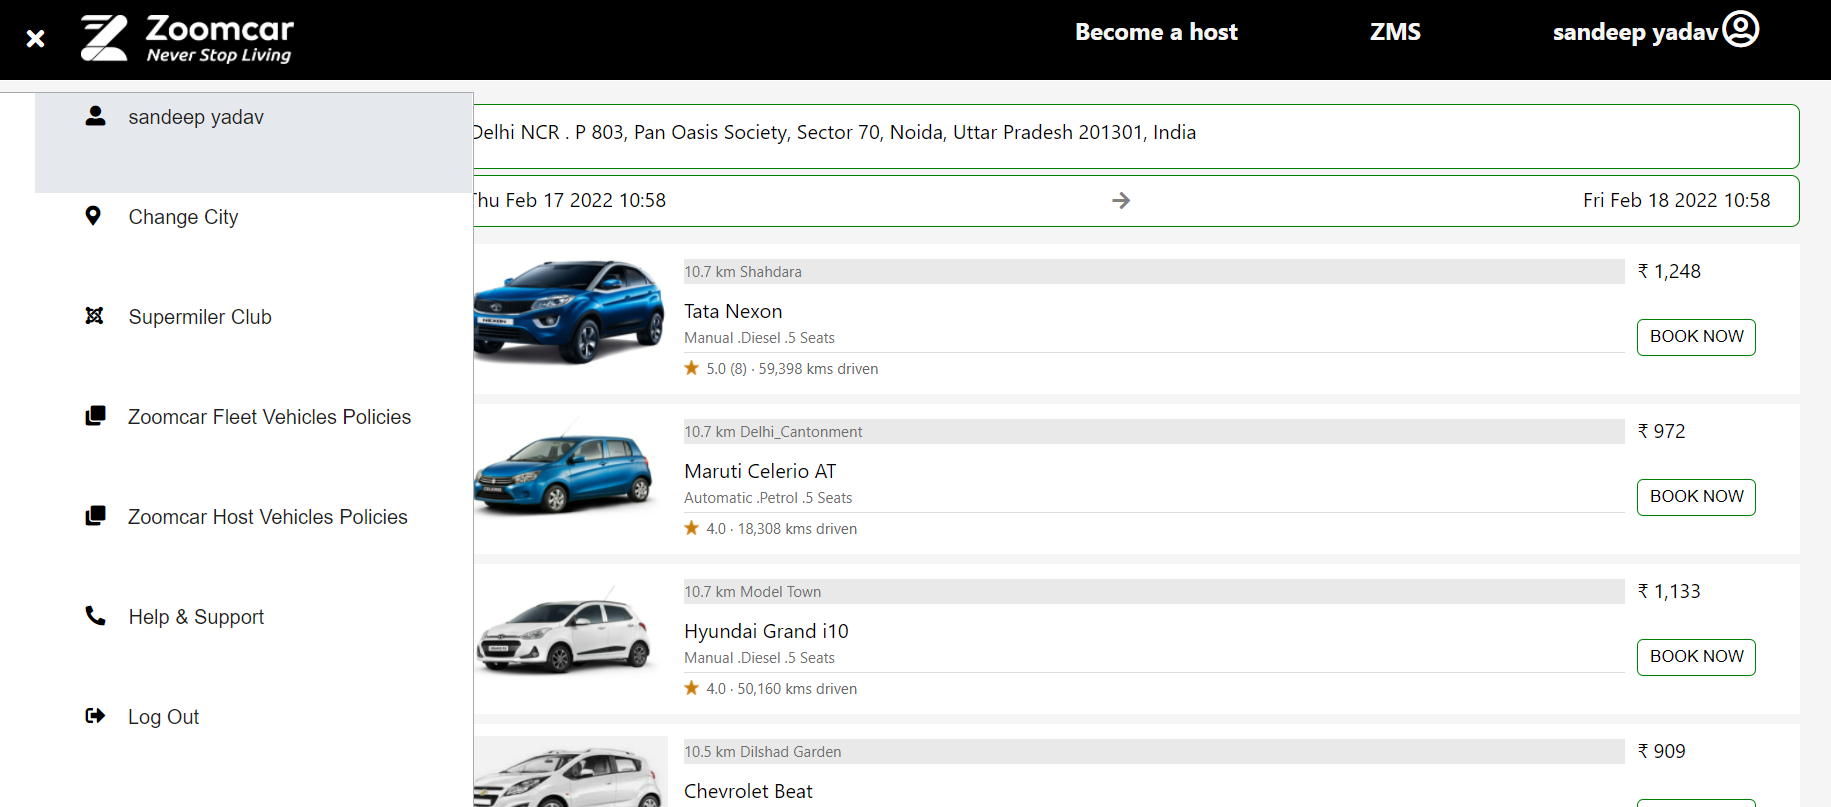 Zoomcar
Never Stop Living
Become a host
ZMS
sandeep yadav
sandeep yadav
Change City
Supermiler Club
Zoomcar Fleet Vehicles Policies
Zoomcar Host Vehicles Policies
Help & Support
Log Out
Delhi NCR . P 803, Pan Oasis Society, Sector 70, Noida, Uttar Pradesh 201301, India
Thu Feb 17 2022 10:58
Fri Feb 18 2022 10:58
10.7 km Shahdara
₹ 1,248
Tata Nexon
Manual .Diesel .5 Seats
BOOK NOW
5.0 (8) · 59,398 kms driven
NEXON
10.7 km Delhi_Cantonment
₹ 972
Maruti Celerio AT
Automatic .Petrol .5 Seats
BOOK NOW
4.0 · 18,308 kms driven
CELERIO
10.7 km Model Town
₹ 1,133
Hyundai Grand i10
Manual .Diesel .5 Seats
BOOK NOW
4.0 · 50,160 kms driven
10.5 km Dilshad Garden
₹ 909
Chevrolet Beat